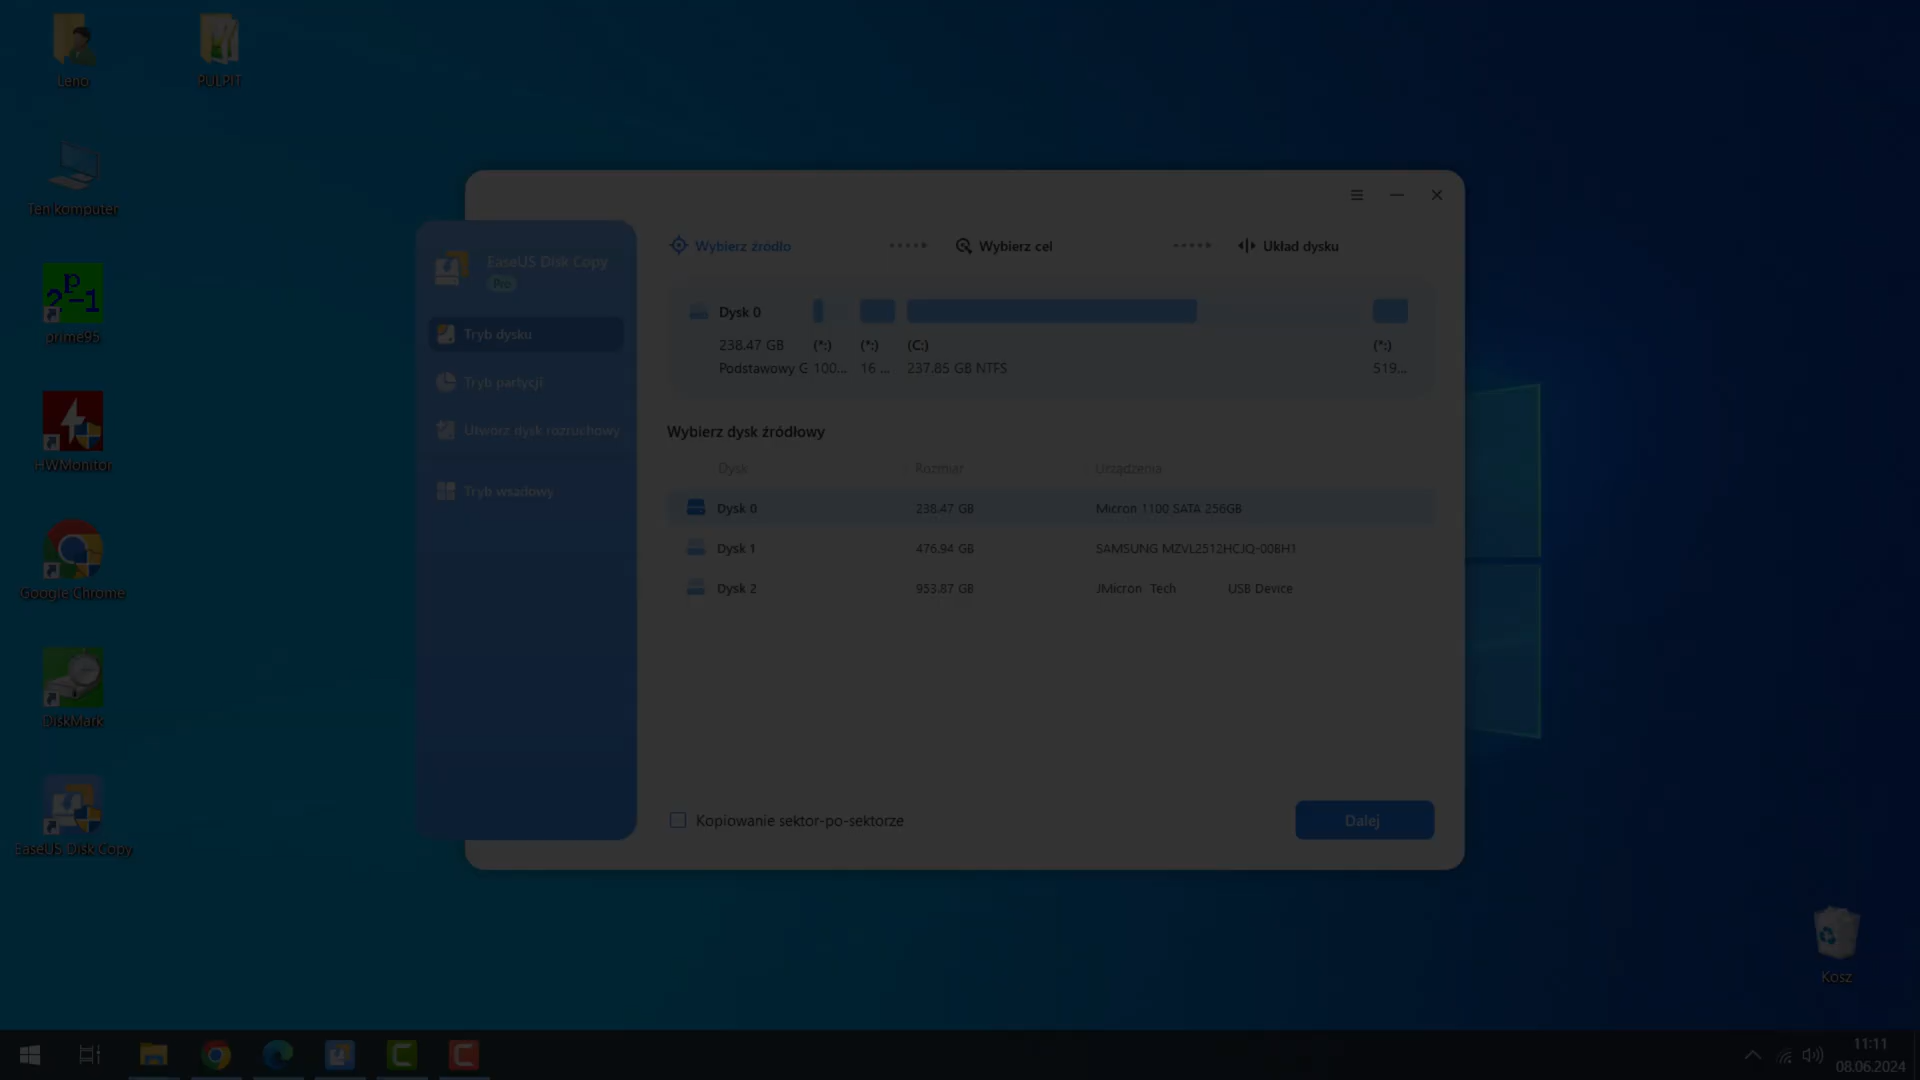 Leno
PULPIT
Ten komputer
2^p-1
prime95
HWMonitor
Google Chrome
DiskMark
EaseUS Disk Copy
EaseUS Disk Copy
Pro
Tryb dysku
Tryb partycji
Utwórz dysk rozruchowy
Tryb wsadowy
Wybierz źródło
Wybierz cel
Układ dysku
Dysk 0
238.47 GB (*:) (*:) (C:) (*:)
Podstawowy G 100... 16 ... 237.85 GB NTFS 519...
Wybierz dysk źródłowy
Dysk Rozmiar Urządzenia
Dysk 0 238.47 GB Micron 1100 SATA 256GB
Dysk 1 476.94 GB SAMSUNG MZVL2512HCJQ-00BH1
Dysk 2 953.87 GB JMicron Tech USB Device
Kopiowanie sektor-po-sektorze
Dalej
Kosz
11:11
08.06.2024